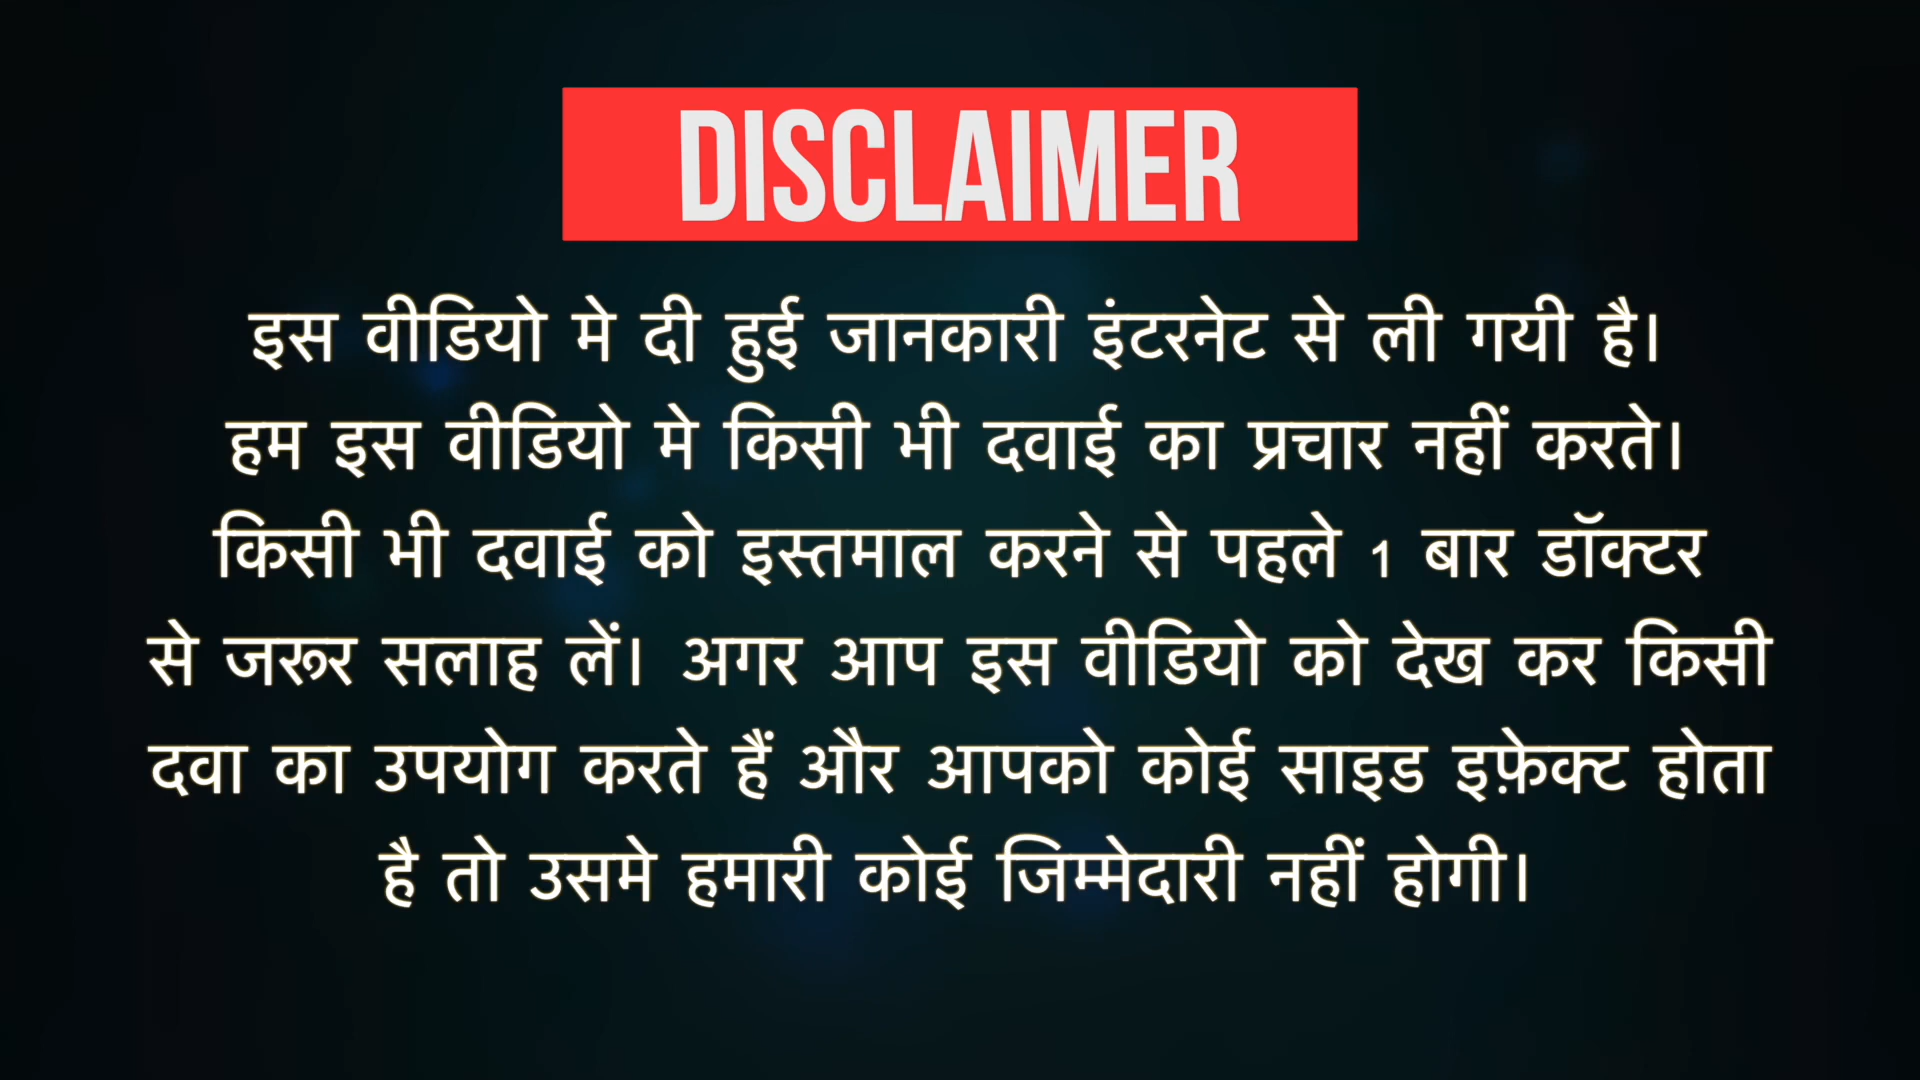 DISCLAIMER
इस वीडियो मे दी हुई जानकारी इंटरनेट से ली गयी है।
हम इस वीडियो मे किसी भी दवाई का प्रचार नहीं करते।
किसी भी दवाई को इस्तमाल करने से पहले 1 बार डॉक्टर
से जरूर सलाह लें। अगर आप इस वीडियो को देख कर किसी
दवा का उपयोग करते हैं और आपको कोई साइड इफ़ेक्ट होता
है तो उसमे हमारी कोई जिम्मेदारी नहीं होगी।